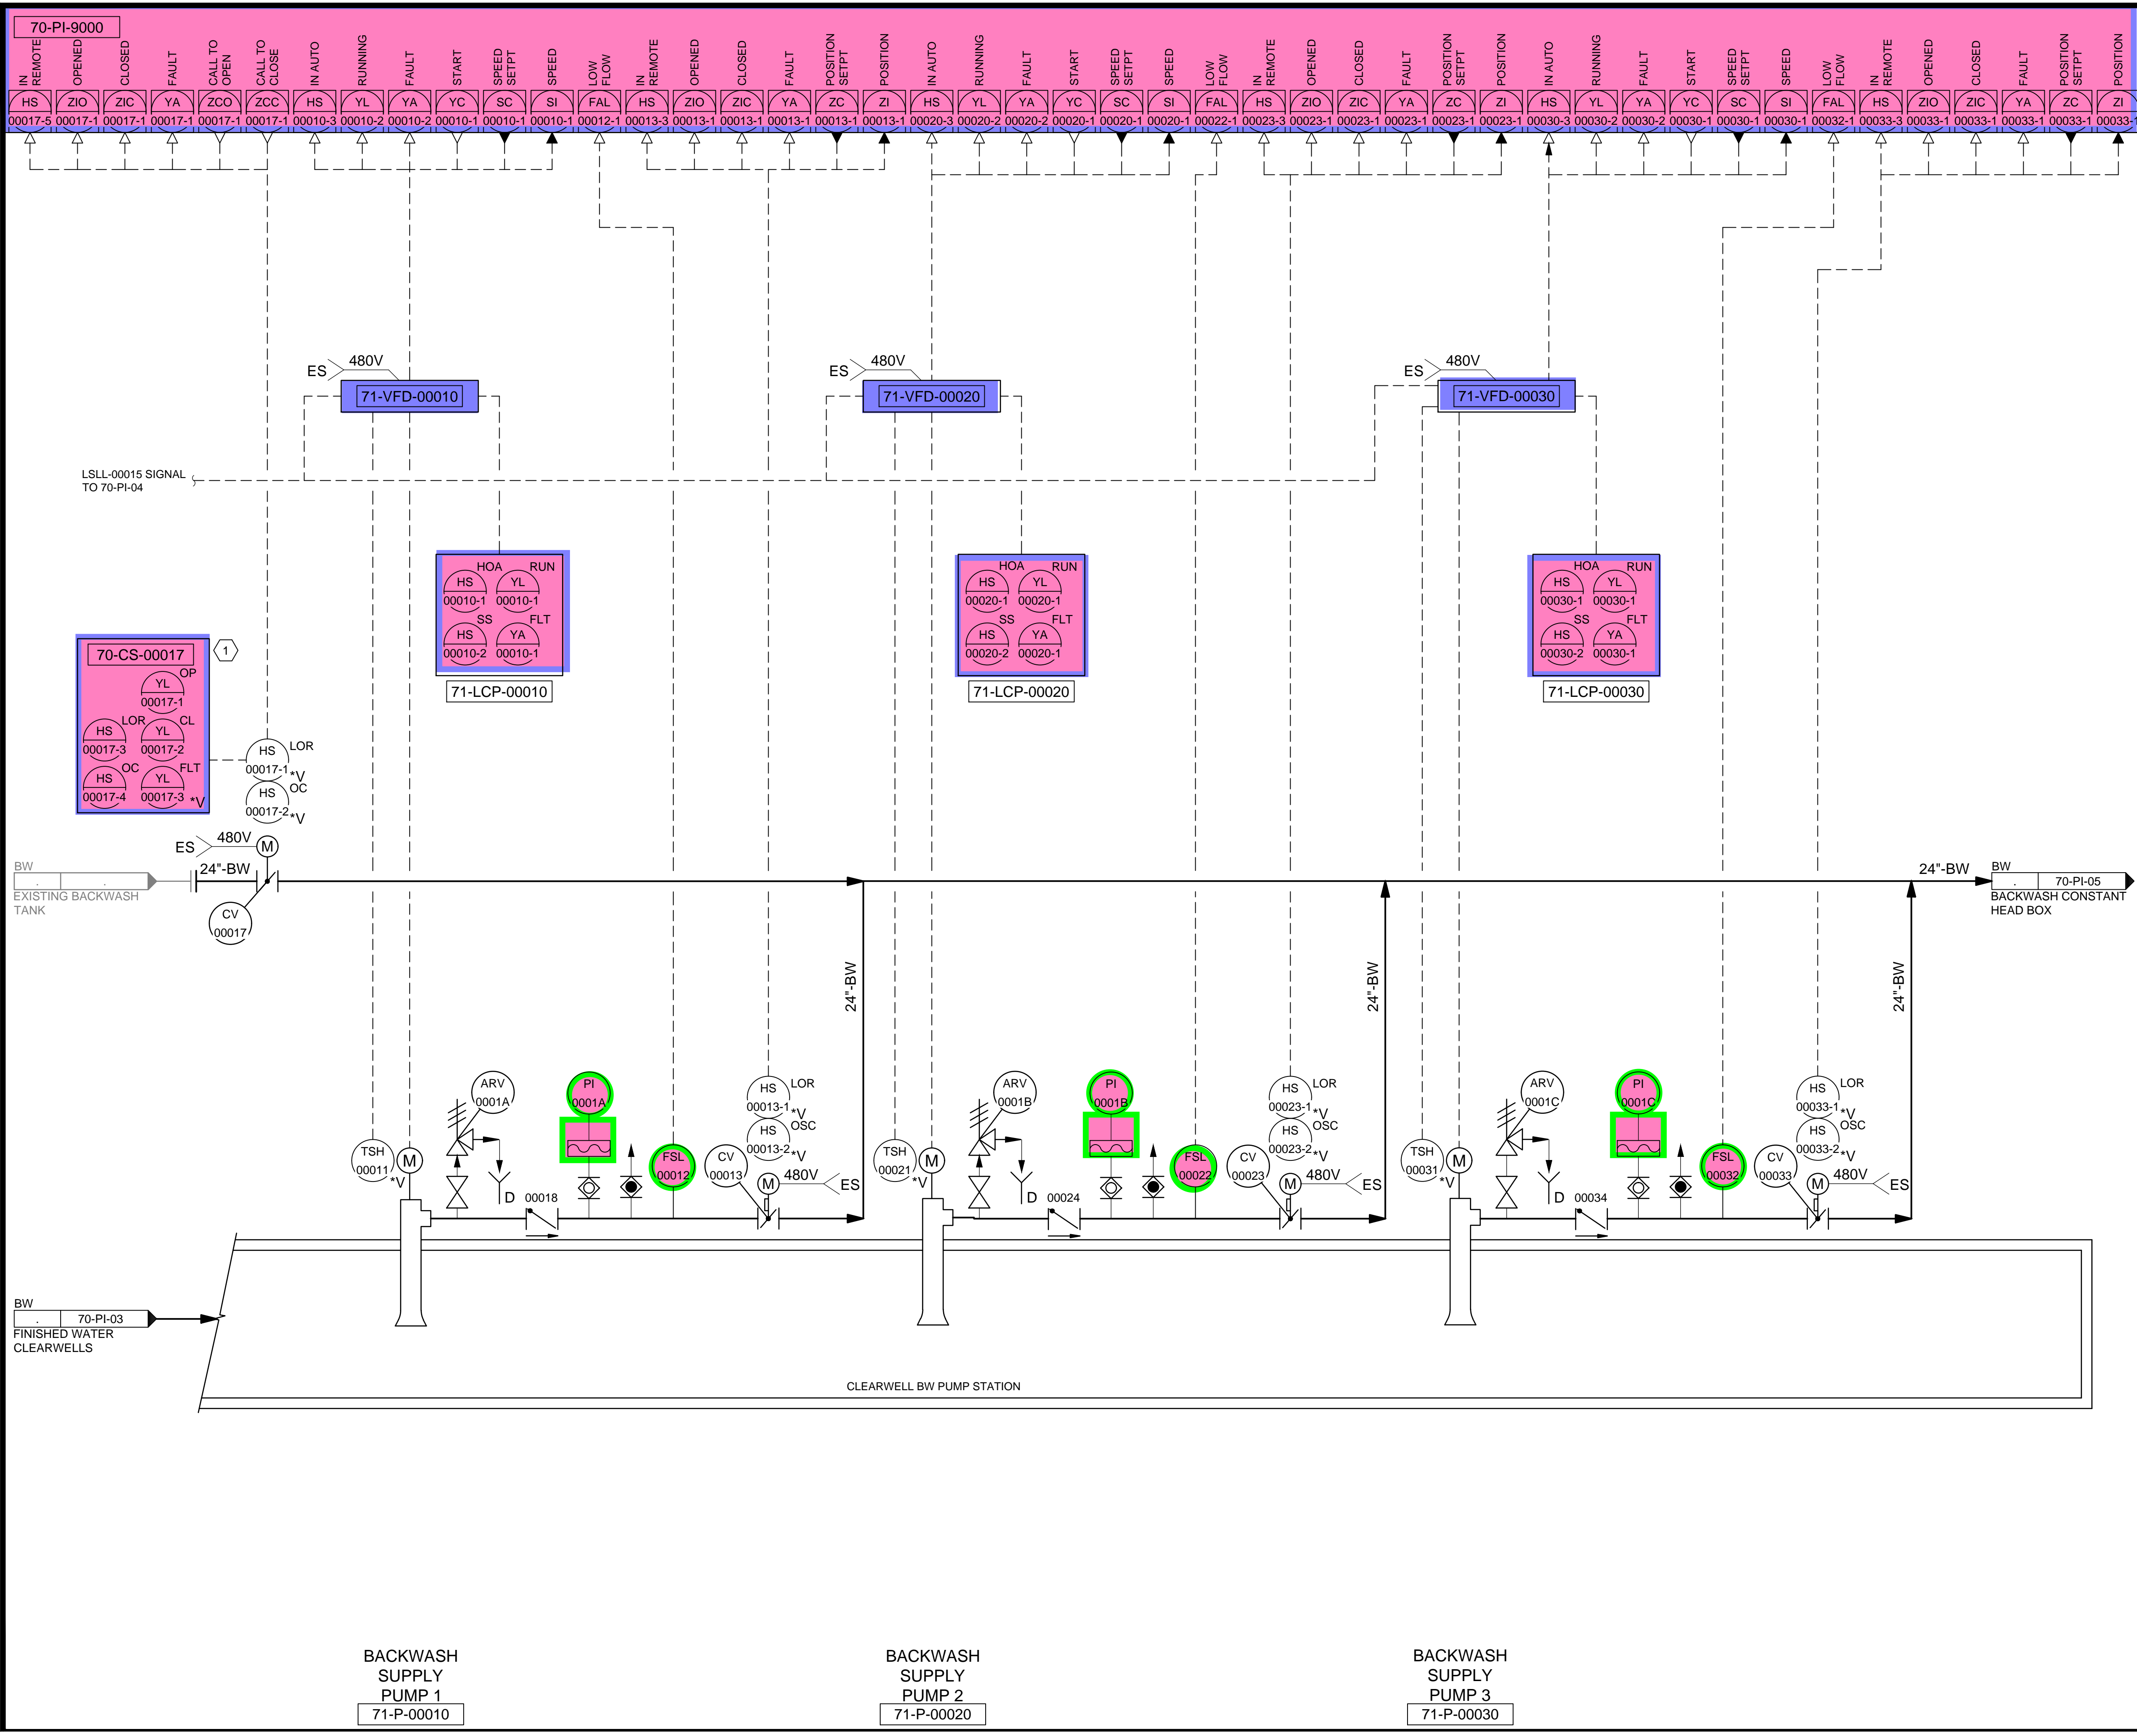 70-PI-9000
IN REMOTE
OPENED
CLOSED
FAULT
CALL TO OPEN
CALL TO CLOSE
IN AUTO
RUNNING
FAULT
START
SPEED SETPT
SPEED
LOW FLOW
IN REMOTE
OPENED
CLOSED
FAULT
POSITION SETPT
POSITION
IN AUTO
RUNNING
FAULT
START
SPEED SETPT
SPEED
LOW FLOW
IN REMOTE
OPENED
CLOSED
FAULT
POSITION SETPT
POSITION
IN AUTO
RUNNING
FAULT
START
SPEED SETPT
SPEED
LOW FLOW
IN REMOTE
OPENED
CLOSED
FAULT
POSITION SETPT
POSITION
HS ZIO ZIC YA ZCO ZCC HS YL YA YC SC SI FAL HS ZIO ZIC YA ZC ZI HS YL YA YC SC SI FAL HS ZIO ZIC YA ZC ZI HS YL YA YC SC SI FAL HS ZIO ZIC YA ZC ZI
00017-5 00017-1 00017-1 00017-1 00017-1 00017-1 00010-3 00010-2 00010-2 00010-1 00010-1 00010-1 00012-1 00013-3 00013-1 00013-1 00013-1 00013-1 00013-1 00020-3 00020-2 00020-2 00020-1 00020-1 00020-1 00022-1 00023-3 00023-1 00023-1 00023-1 00023-1 00023-1 00030-3 00030-2 00030-2 00030-1 00030-1 00030-1 00032-1 00033-3 00033-1 00033-1 00033-1 00033-1 00033-1
ES 480V
71-VFD-00010
ES 480V
71-VFD-00020
ES 480V
71-VFD-00030
LSLL-00015 SIGNAL
TO 70-PI-04
HOA RUN
HS YL
00010-1 00010-1
SS FLT
HS YA
00010-2 00010-1
71-LCP-00010
HOA RUN
HS YL
00020-1 00020-1
SS FLT
HS YA
00020-2 00020-1
71-LCP-00020
HOA RUN
HS YL
00030-1 00030-1
SS FLT
HS YA
00030-2 00030-1
71-LCP-00030
70-CS-00017
1
OP
YL
00017-1
LOR CL
HS YL
00017-3 00017-2
OC FLT
HS YL
00017-4 00017-3 *V
HS LOR
00017-1 *V
HS OC
00017-2 *V
ES 480V M
BW
. .
EXISTING BACKWASH
TANK
24"-BW
CV
00017
24"-BW
BW
. 70-PI-05
BACKWASH CONSTANT
HEAD BOX
24"-BW
24"-BW
24"-BW
TSH
00011
*V
M
ARV
0001A
D
00018
PI
0001A
FSL
00012
CV
00013
HS LOR
00013-1 *V
HS OSC
00013-2 *V
M 480V ES
TSH
00021
*V
M
ARV
0001B
D
00024
PI
0001B
FSL
00022
CV
00023
HS LOR
00023-1 *V
HS OSC
00023-2 *V
M 480V ES
TSH
00031
*V
M
ARV
0001C
D
00034
PI
0001C
FSL
00032
CV
00033
HS LOR
00033-1 *V
HS OSC
00033-2 *V
M 480V ES
BW
. 70-PI-03
FINISHED WATER
CLEARWELLS
CLEARWELL BW PUMP STATION
BACKWASH
SUPPLY
PUMP 1
71-P-00010
BACKWASH
SUPPLY
PUMP 2
71-P-00020
BACKWASH
SUPPLY
PUMP 3
71-P-00030